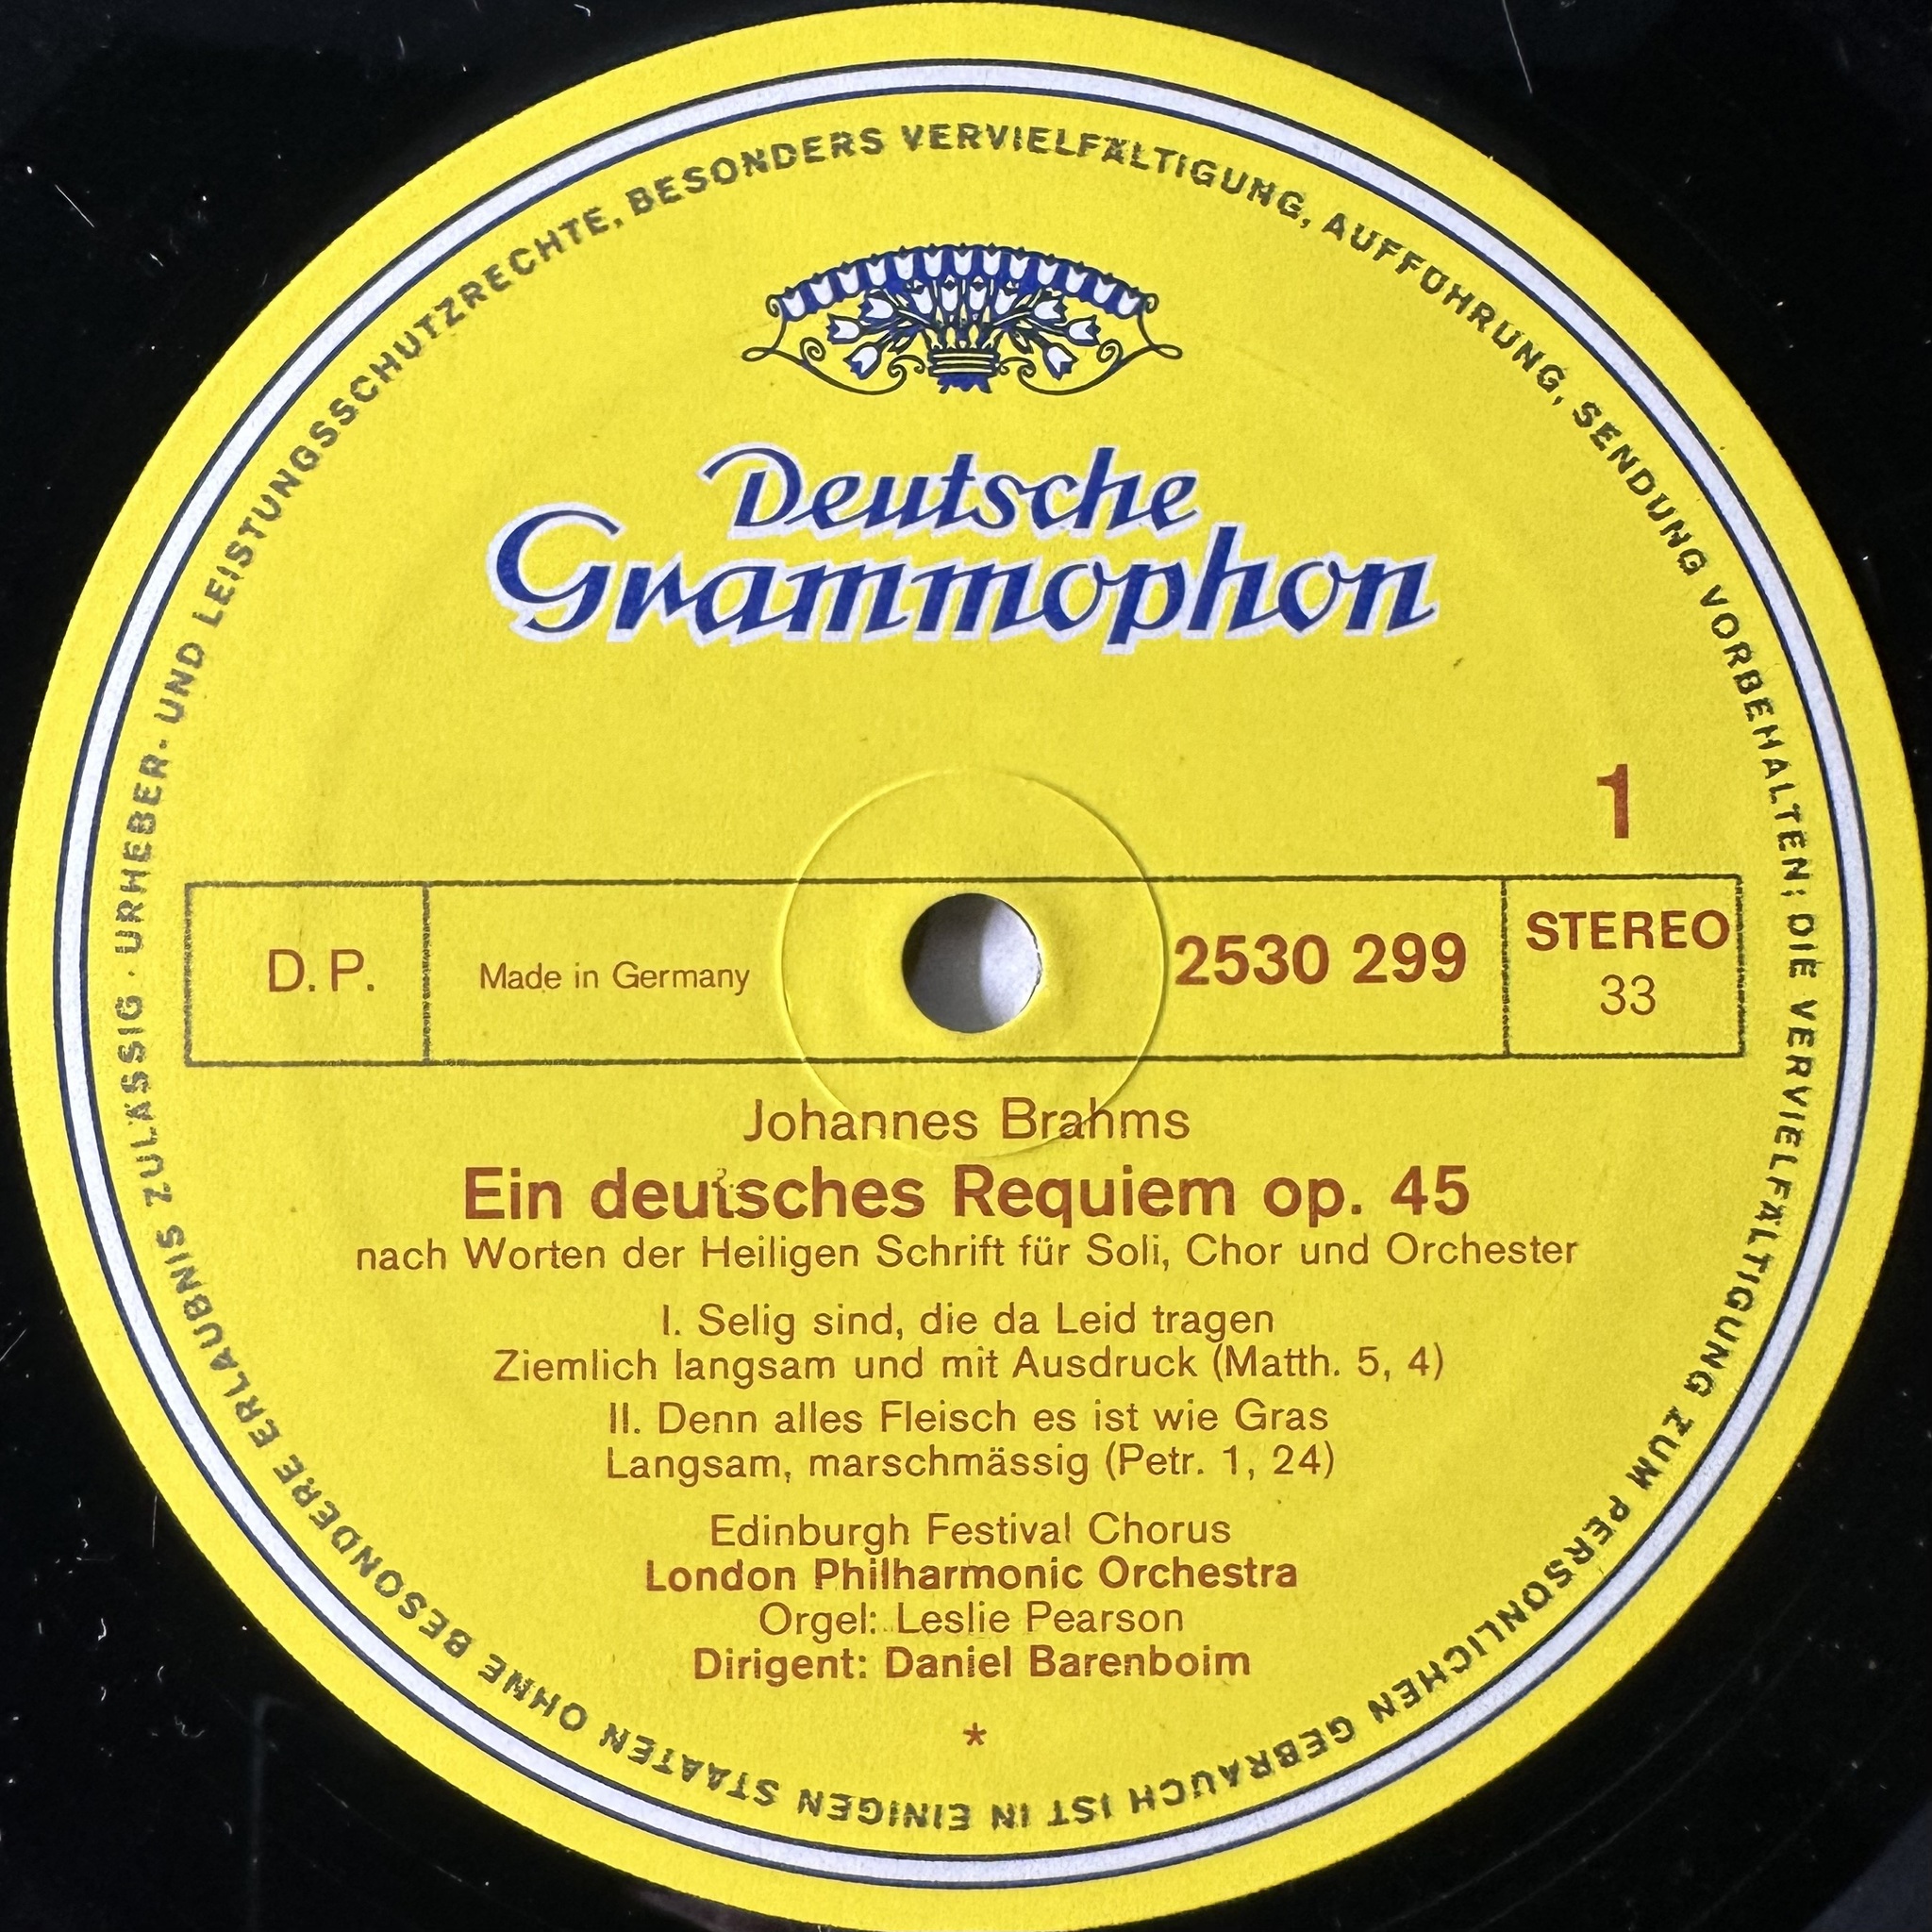 URHEBER- UND LEISTUNGSSCHUTZRECHTE, BESONDERS VERVIELFÄLTIGUNG, AUFFÜHRUNG, SENDUNG VORBEHALTEN; DIE VERVIELFÄLTIGUNG ZUM PERSÖNLICHEN GEBRAUCH IST IN EINIGEN STAATEN OHNE BESONDERE ERLAUBNIS ZULÄSSIG ·
Deutsche
Grammophon
1
D.P.
Made in Germany
2530 299
STEREO
33
Johannes Brahms
Ein deutsches Requiem op. 45
nach Worten der Heiligen Schrift für Soli, Chor und Orchester
I. Selig sind, die da Leid tragen
Ziemlich langsam und mit Ausdruck (Matth. 5, 4)
II. Denn alles Fleisch es ist wie Gras
Langsam, marschmässig (Petr. 1, 24)
Edinburgh Festival Chorus
London Philharmonic Orchestra
Orgel: Leslie Pearson
Dirigent: Daniel Barenboim
*